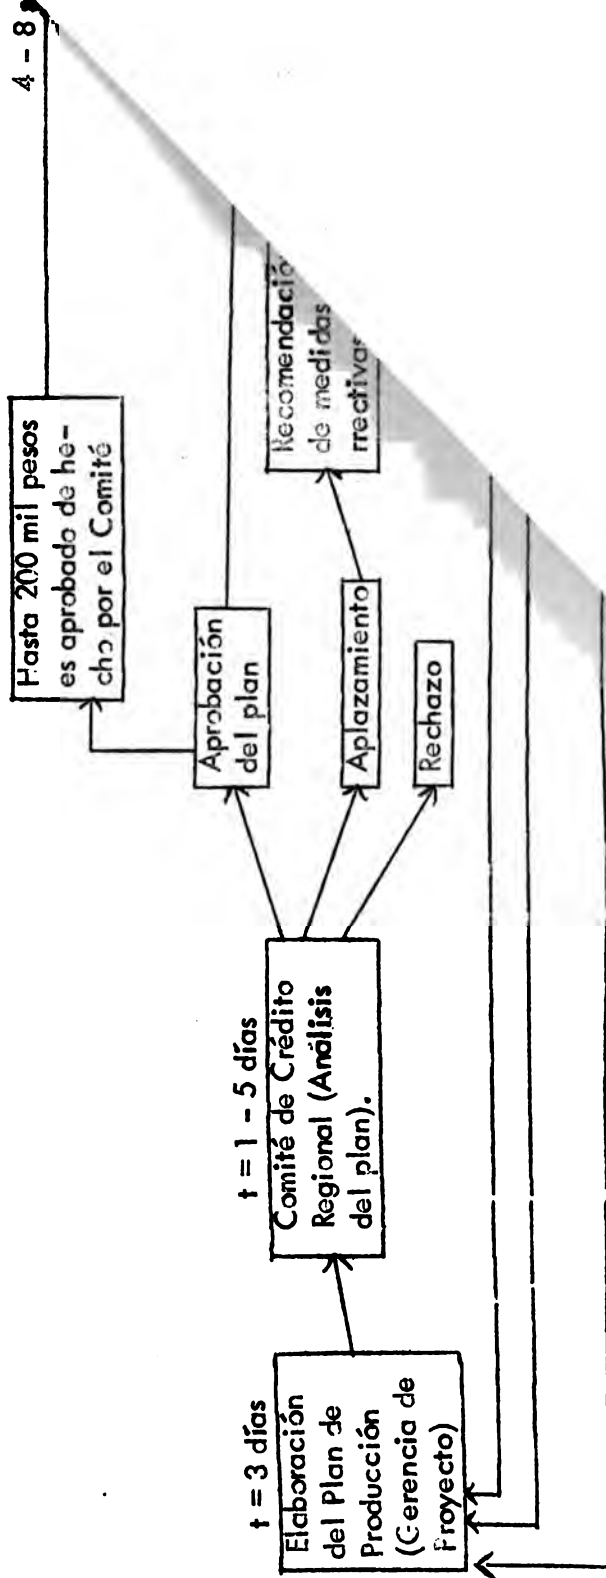 t = 3 días
Elaboración
del Plan de
Producción
(Gerencia de
Proyecto)
t = 1 - 5 días
Comité de Crédito
Regional (Análisis
del plan).
Aprobación
del plan
Aplazamiento
Rechazo
Hasta 200 mil pesos
es aprobado de he-
cho por el Comité
de medidas
4 - 8